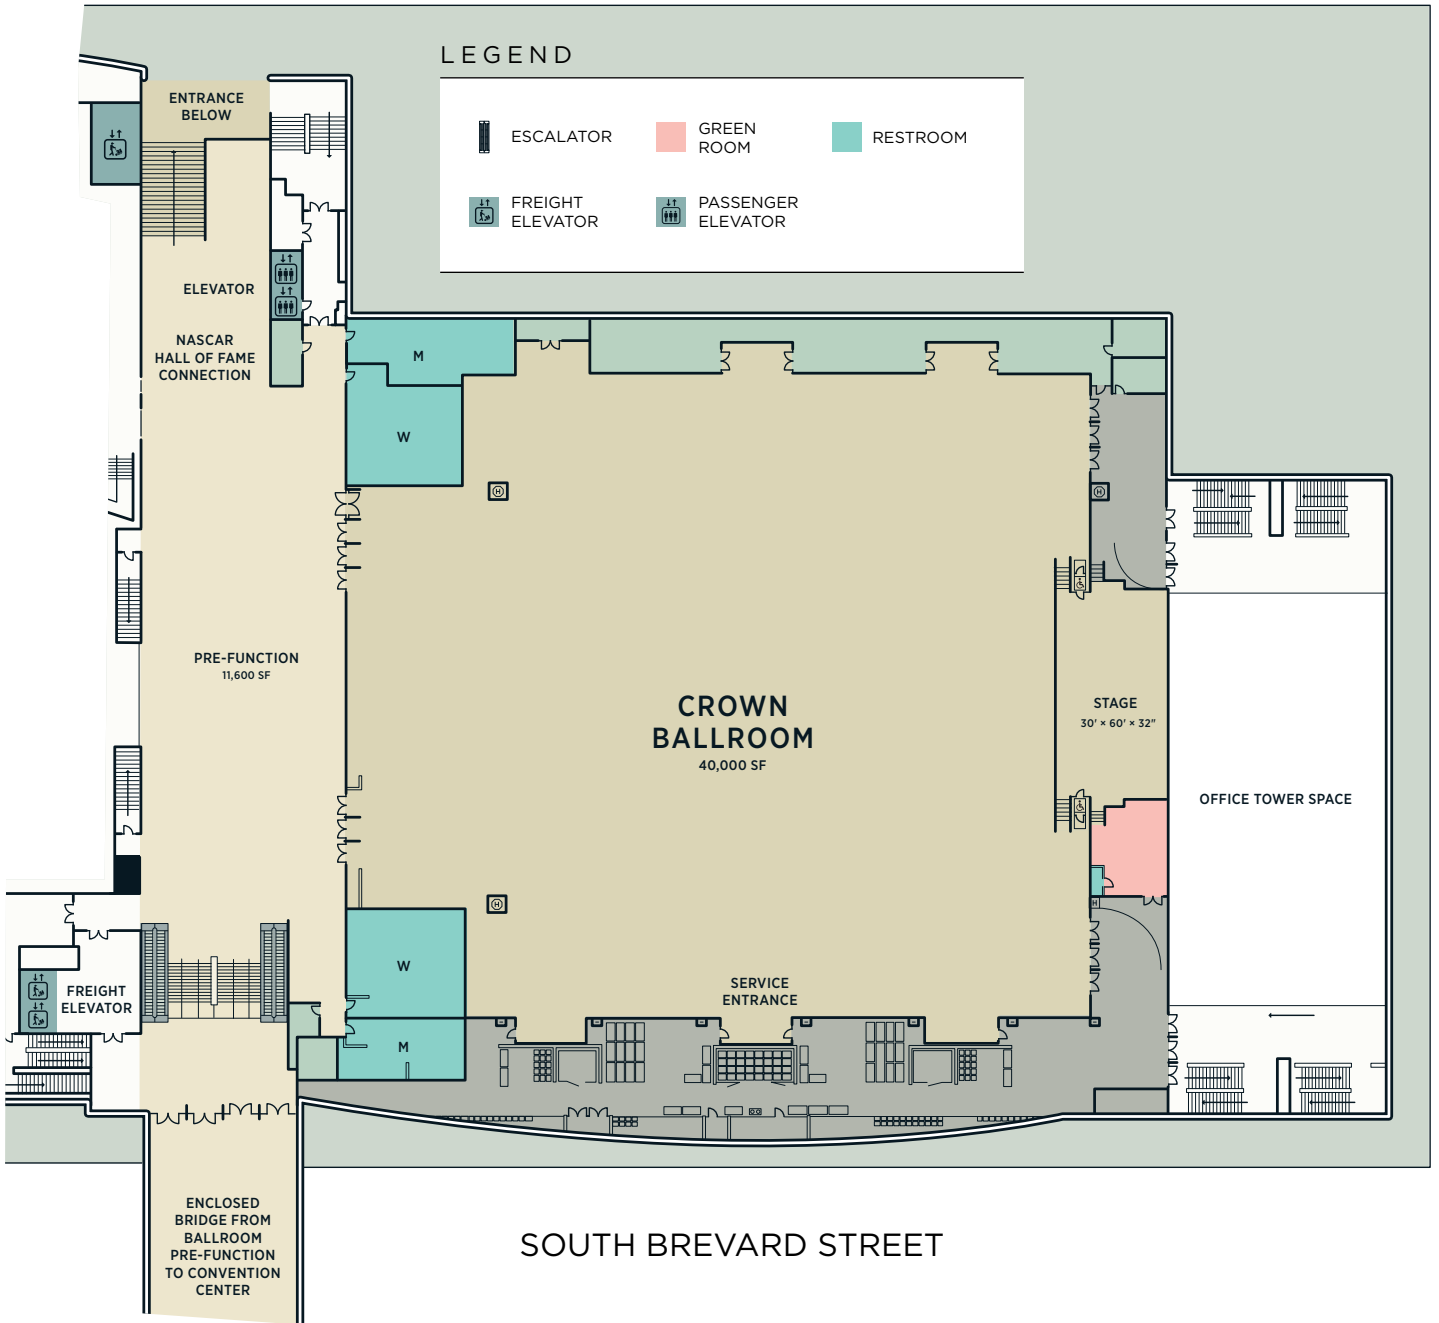 LEGEND
ESCALATOR
GREEN
ROOM
RESTROOM
FREIGHT
ELEVATOR
PASSENGER
ELEVATOR
ENTRANCE
BELOW
ELEVATOR
NASCAR
HALL OF FAME
CONNECTION
M
W
H
H
PRE-FUNCTION
11,600 SF
CROWN
BALLROOM
40,000 SF
STAGE
30' × 60' × 32"
OFFICE TOWER SPACE
H
H
W
SERVICE
ENTRANCE
FREIGHT
ELEVATOR
M
ENCLOSED
BRIDGE FROM
BALLROOM
PRE-FUNCTION
TO CONVENTION
CENTER
SOUTH BREVARD STREET